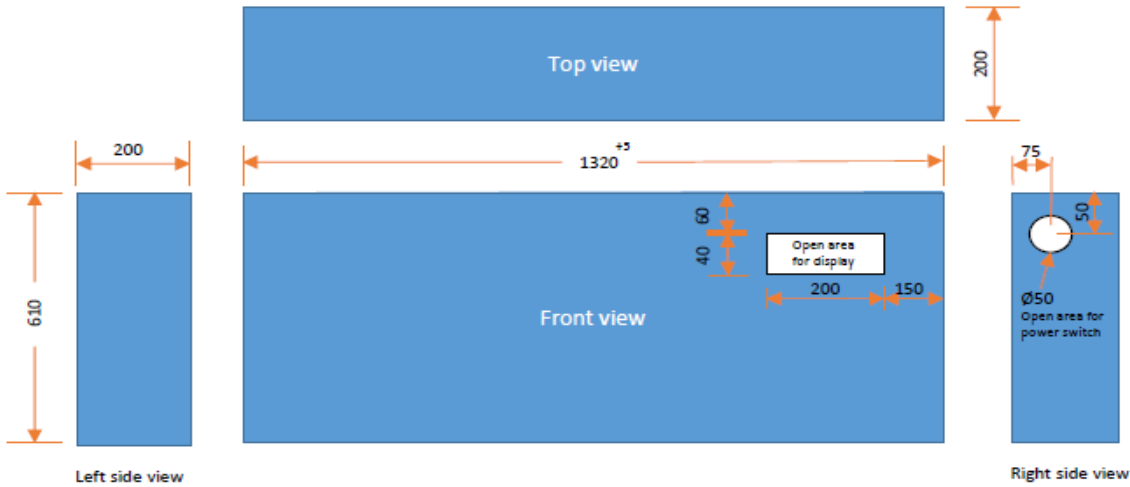 Top view
200
200
+5
1320
75
60
50
40
Open area
for display
200
150
610
Front view
Ø50
Open area for
power switch
Left side view
Right side view